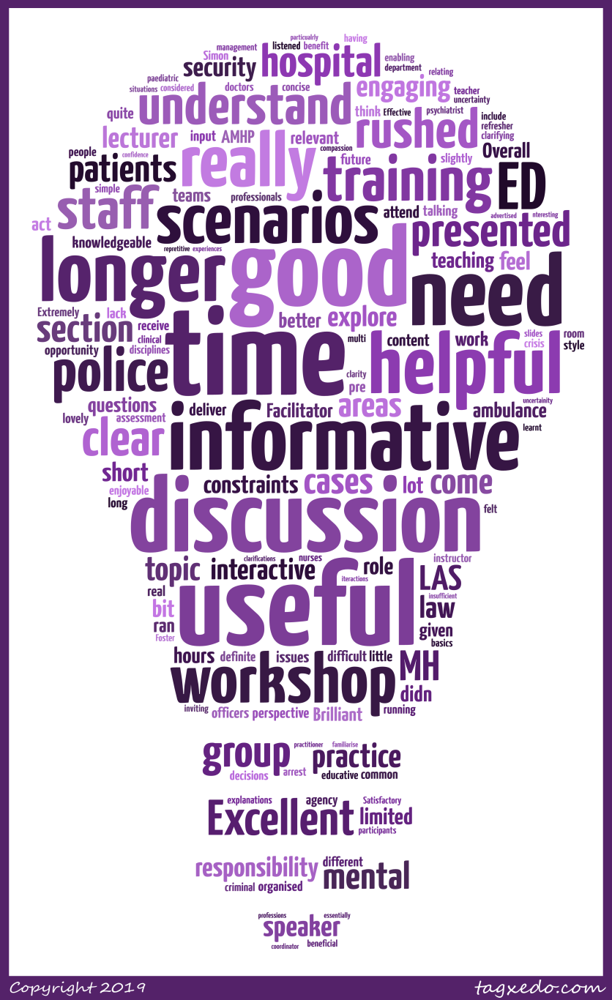 particualrly having
management listened benefit
Simon security hospital enabling
department relating
paediatric
situations considered doctors concise engaging teacher
uncertainty
quite understand think Effective psychiatrist include
refresher
lecturer input AMHP relevant rushed clarifying
people confidence really compassion future slightly Overall
patients training ED
simple staff teams professionals
act scenarios attend talking advertised nteresting
knowledgeable repretitive experiences presented
longer good teaching feel
need
Extremely lack better explore
section receive time multi content work slides room
clinical crisis style
opportunity disciplines helpful
police clarity
pre
questions deliver Facilitator areas uncertainity
lovely assessment ambulance
clear informative learnt
short constraints cases lot come
enjoyable
long discussion felt
topic clarifications nurses instructor
interactive iteractions role LAS
real useful insufficient
bit law
ran given
Foster basics
hours definite issues difficult little MH
workshop didn
inviting officers perspective Brilliant running
group practitioner familiarise
practice
decisions arrest educative common
explanations agency Satisfactory
Excellent limited
participants
responsibility different
criminal organised mental
professions essentially
speaker
coordinator beneficial
Copyright 2019 tagxedo.com